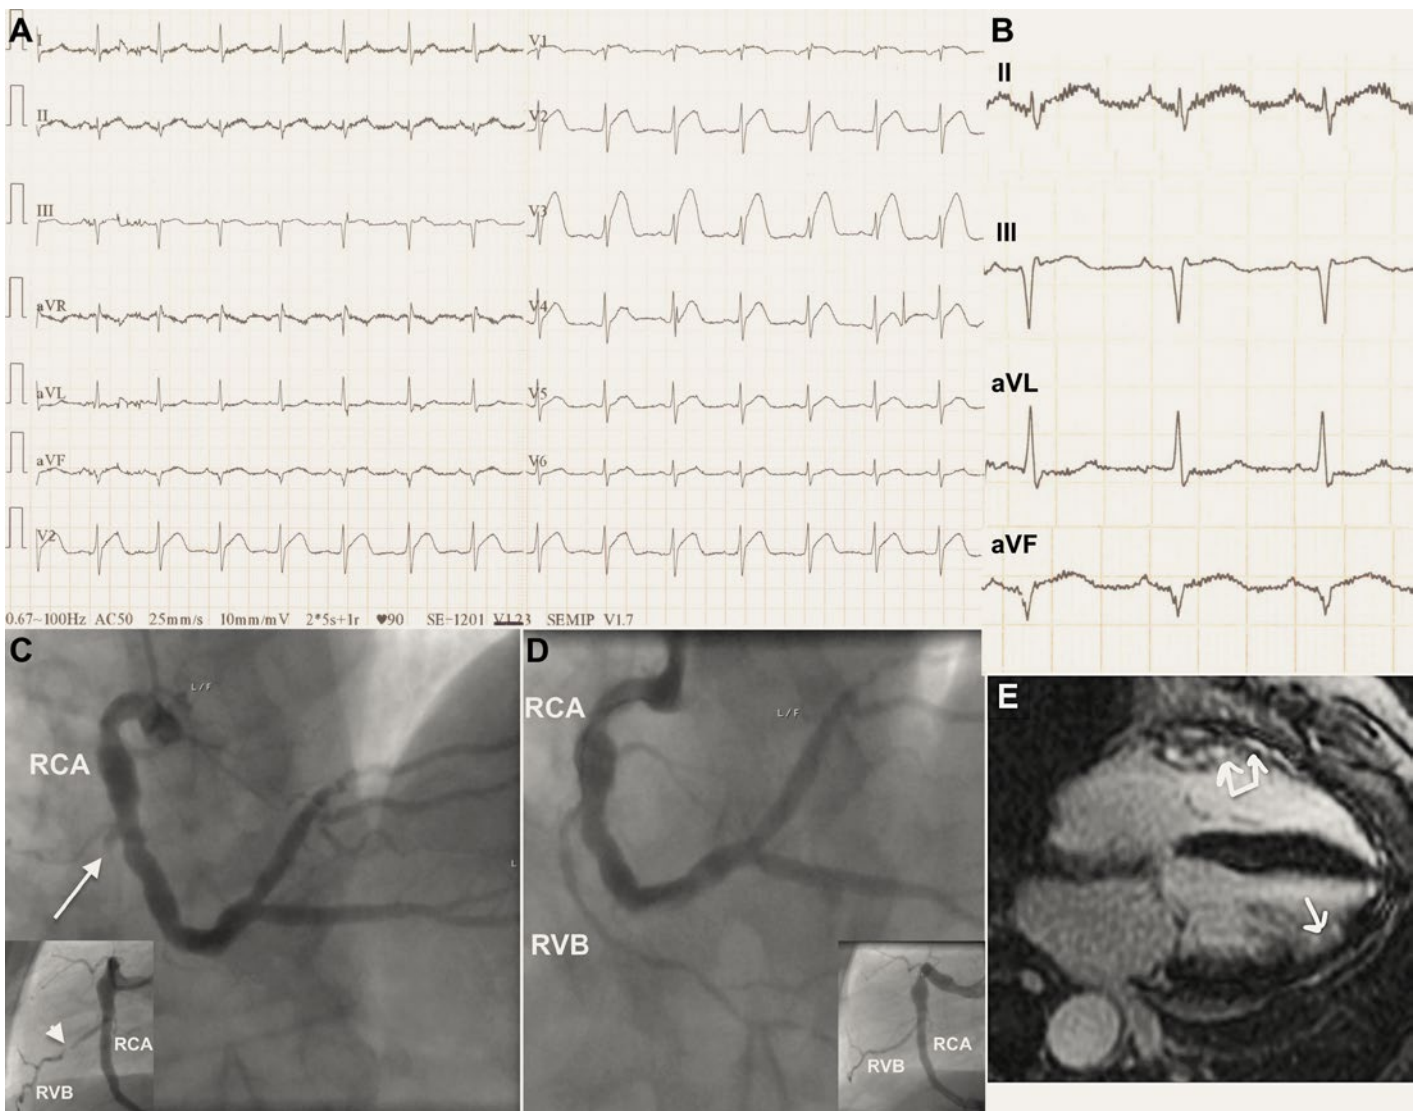 A
B
I
V1
II
II
V2
III
V3
III
aVR
V4
aVL
aVL
V5
aVF
V6
V2
aVF
0.67~100Hz AC50 25mm/s 10mm/mV 2*5s+1r ♥90 SE-1201 V1.23 SEMIP V1.7
C
D
E
L/F
RCA
L/F
RCA
RVB
L
RCA
RVB
RVB
RCA